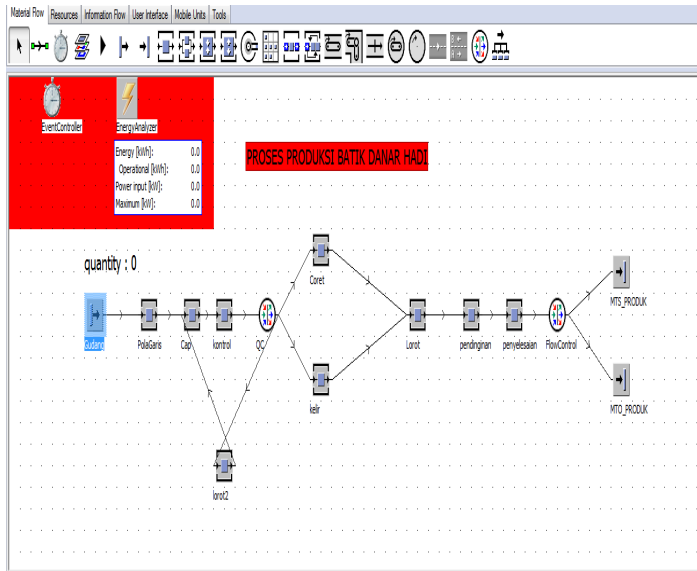 Material Flow Resources Information Flow User Interface Mobile Units Tools
EventController
EnergyAnalyzer
Energy [kWh]: 0.0
Operational [kWh]: 0.0
Power input [kW]: 0.0
Maximum [kW]: 0.0
PROSES PRODUKSI BATIK DANAR HADI
quantity : 0
Coret
MTS_PRODUK
Gudang PolaGaris Cap kontrol QC Lorot pendinginan penyelesaian FlowControl
kelir
MTO_PRODUK
lorot2